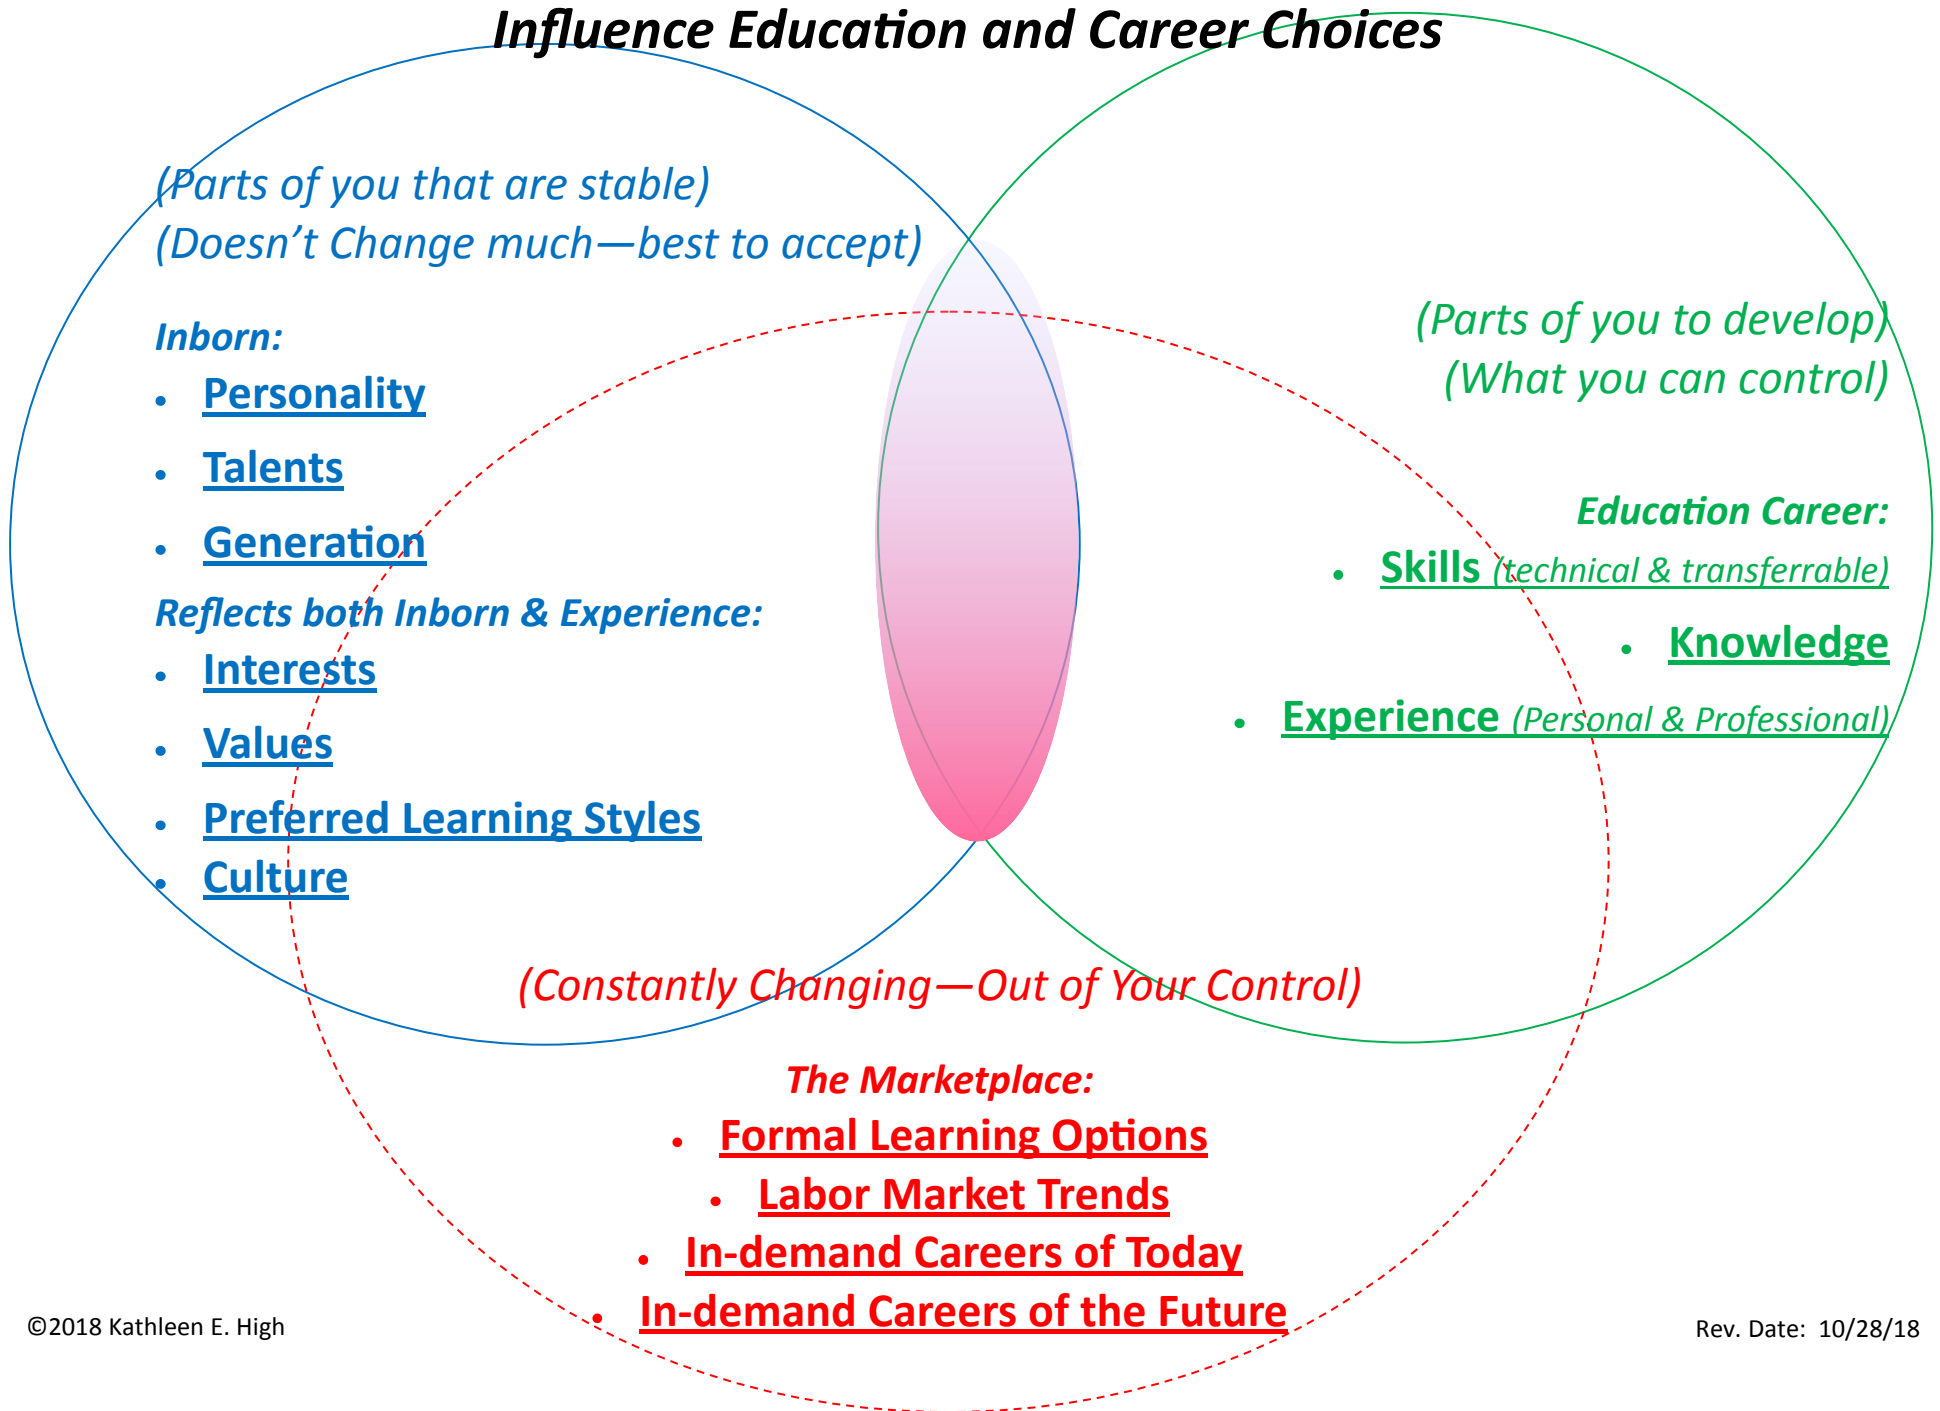 Influence Education and Career Choices
(Parts of you that are stable)
(Doesn’t Change much—best to accept)
Inborn:
• Personality
• Talents
• Generation
Reflects both Inborn & Experience:
• Interests
• Values
• Preferred Learning Styles
• Culture
(Parts of you to develop)
(What you can control)
Education Career:
• Skills (technical & transferrable)
• Knowledge
• Experience (Personal & Professional)
(Constantly Changing—Out of Your Control)
The Marketplace:
• Formal Learning Options
• Labor Market Trends
• In-demand Careers of Today
• In-demand Careers of the Future
©2018 Kathleen E. High
Rev. Date: 10/28/18